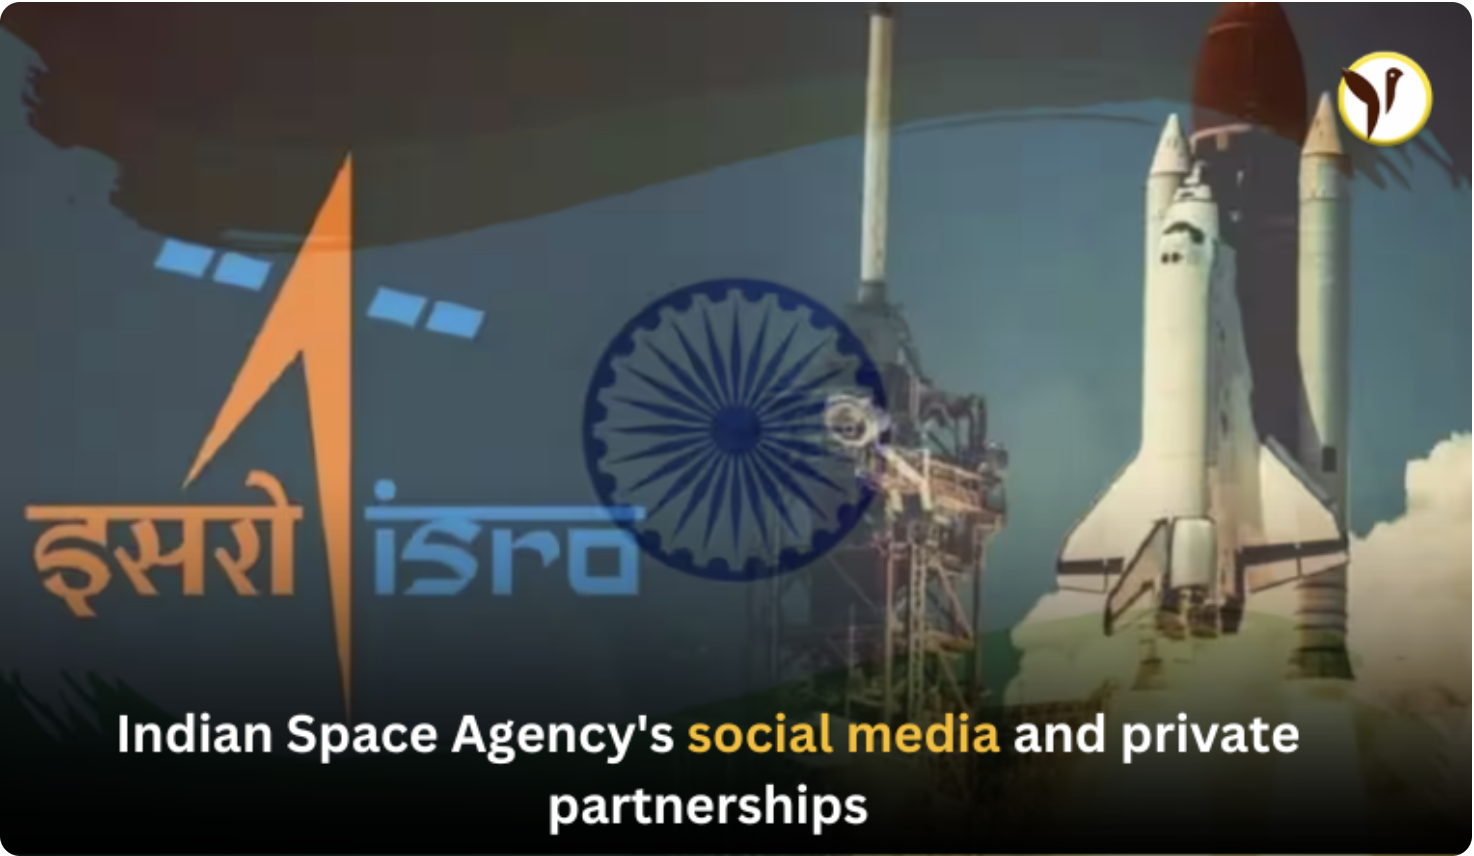 इसरो isro
Indian Space Agency's social media and private
partnerships